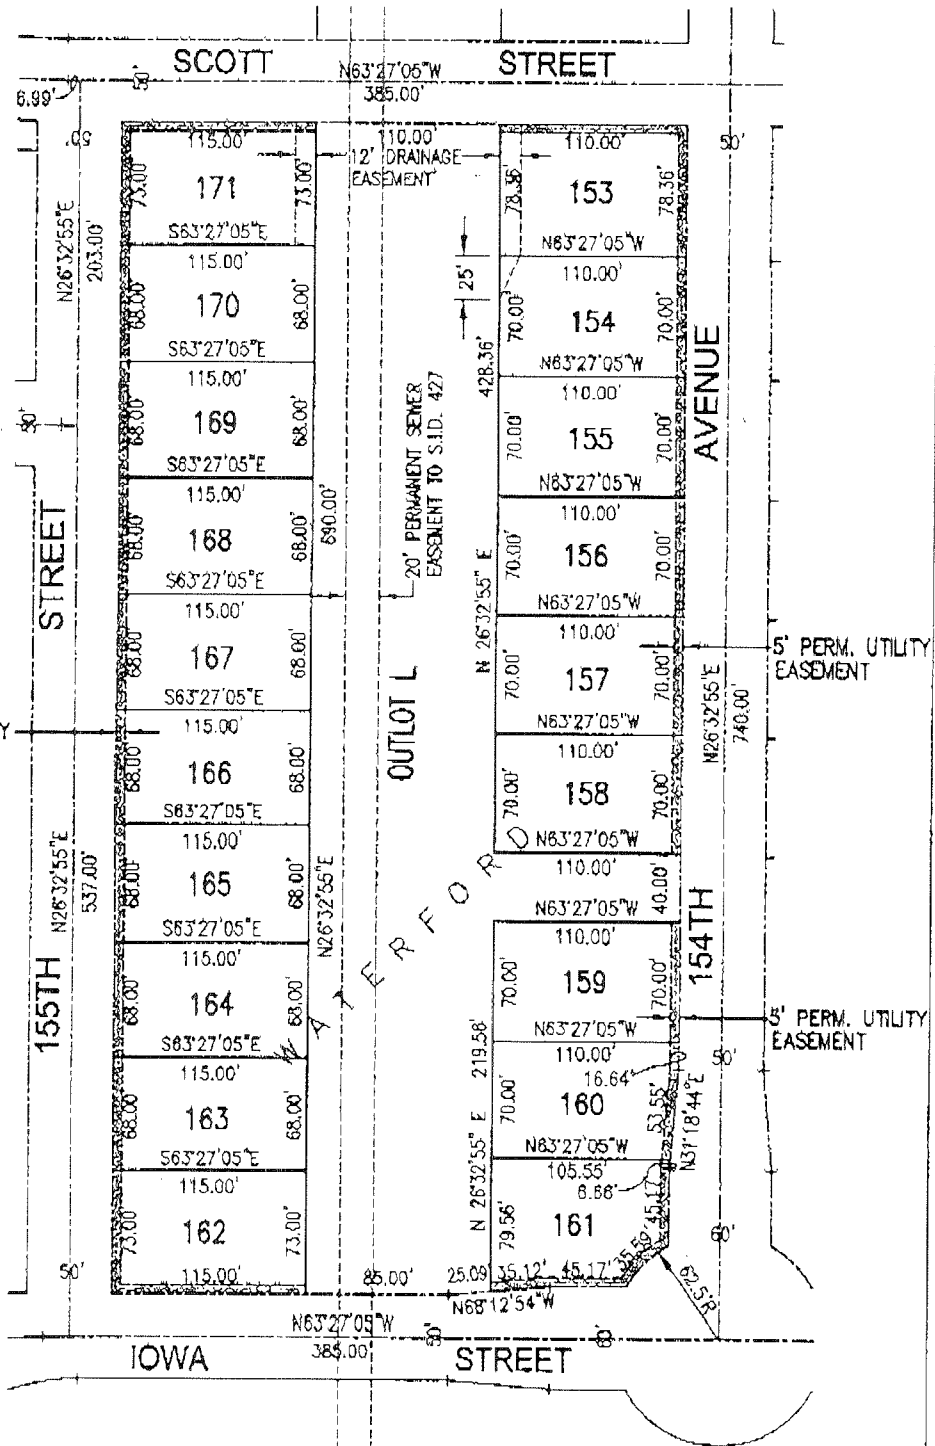 SCOTT STREET
N63°27'05"W
385.00'
6.99'
50'
50'
115.00'
110.00'
110.00'
12' DRAINAGE
EASEMENT
73.00'
171
73.00'
78.36'
153
78.36'
S63°27'05"E
N63°27'05"W
N26°32'55"E
203.00'
115.00'
25'
110.00'
68.00'
170
68.00'
70.00'
154
70.00'
S63°27'05"E
N63°27'05"W
428.36'
AVENUE
115.00'
110.00'
68.00'
169
68.00'
70.00'
155
70.00'
S63°27'05"E
N63°27'05"W
20' PERMANENT SEWER
EASEMENT TO S.I.D. 427
115.00'
110.00'
STREET
68.00'
168
68.00'
690.00'
70.00'
156
70.00'
S63°27'05"E
N63°27'05"W
N 26°32'55" E
115.00'
110.00'
68.00'
167
68.00'
70.00'
157
70.00'
5' PERM. UTILITY
EASEMENT
S63°27'05"E
N63°27'05"W
OUTLOT L
N26°32'55"E
740.00'
Y
115.00'
110.00'
68.00'
166
68.00'
70.00'
158
70.00'
S63°27'05"E
N63°27'05"W
115.00'
110.00'
40.00'
N26°32'55"E
537.00'
68.00'
165
68.00'
N26°32'55"E
S63°27'05"E
N63°27'05"W
WATERFORD
154TH
115.00'
110.00'
155TH
68.00'
164
68.00'
70.00'
159
70.00'
S63°27'05"E
N63°27'05"W
5' PERM. UTILITY
EASEMENT
115.00'
110.00'
16.64'
50'
68.00'
163
68.00'
219.56'
70.00'
160
53.55'
N31°18'44"E
S63°27'05"E
N63°27'05"W
115.00'
105.55'
6.66'
73.00'
162
73.00'
N 26°32'55" E
79.56'
161
45.17'
35.59'
60'
50'
115.00'
85.00'
25.09'
35.12'
45.17'
62.5'R
N68°12'54"W
N63°27'05"W
385.00'
60'
IOWA STREET